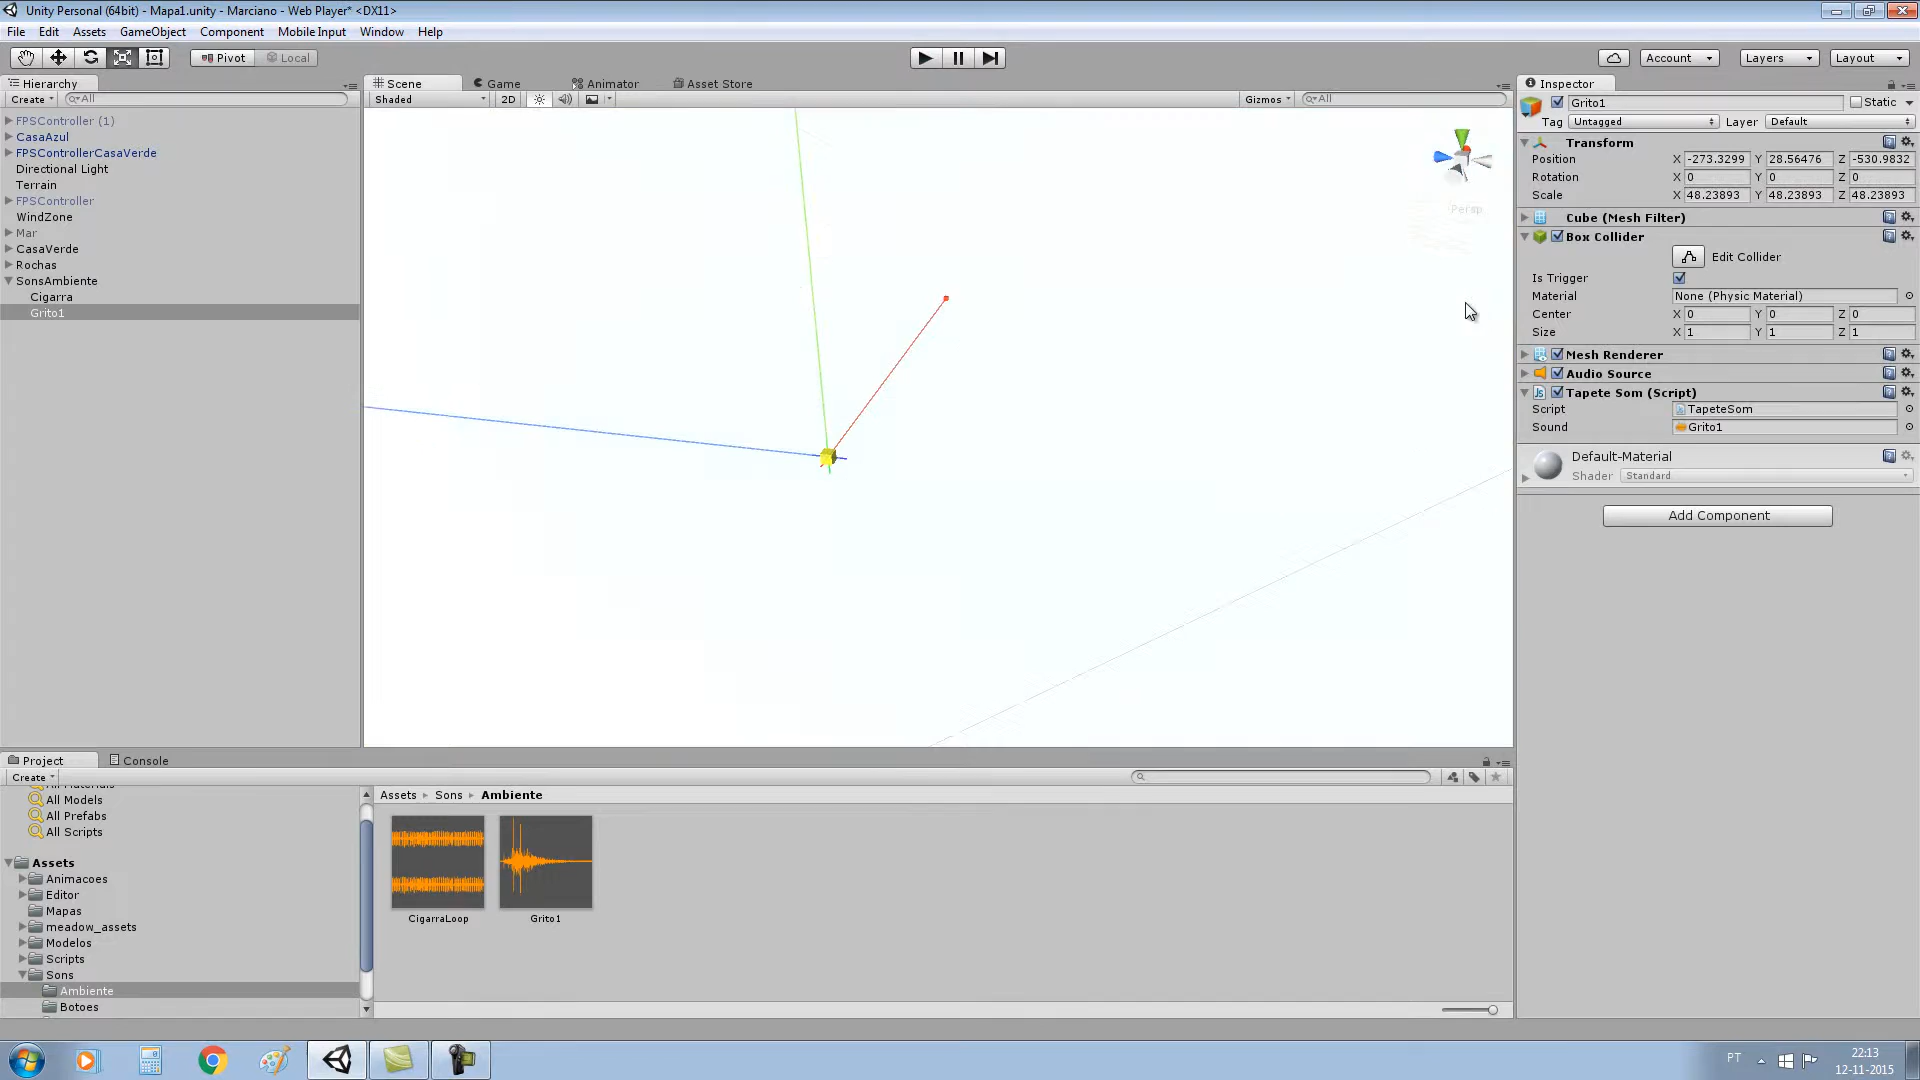 Unity Personal (64bit) - Mapa1.unity - Marciano - Web Player* <DX11>
File Edit Assets GameObject Component Mobile Input Window Help
Pivot Local Account Layers Layout
Hierarchy Scene Game Animator Asset Store Inspector
Create All Shaded 2D Gizmos All Grito1 Static
Tag Untagged Layer Default
FPSController (1)
CasaAzul
FPSControllerCasaVerde
Directional Light
Terrain
FPSController
WindZone
Mar
CasaVerde
Rochas
SonsAmbiente
Cigarra
Grito1
Persp
Transform
Position X -273.3299 Y 28.56476 Z -530.9832
Rotation X 0 Y 0 Z 0
Scale X 48.23893 Y 48.23893 Z 48.23893
Cube (Mesh Filter)
Box Collider
Edit Collider
Is Trigger
Material None (Physic Material)
Center X 0 Y 0 Z 0
Size X 1 Y 1 Z 1
Mesh Renderer
Audio Source
Tapete Som (Script)
Script TapeteSom
Sound Grito1
Default-Material
Shader Standard
Add Component
Project Console
Create
All Materials
All Models
All Prefabs
All Scripts
Assets
Animacoes
Editor
Mapas
meadow_assets
Modelos
Scripts
Sons
Ambiente
Botoes
Assets Sons Ambiente
CigarraLoop Grito1
PT
22:13
12-11-2015